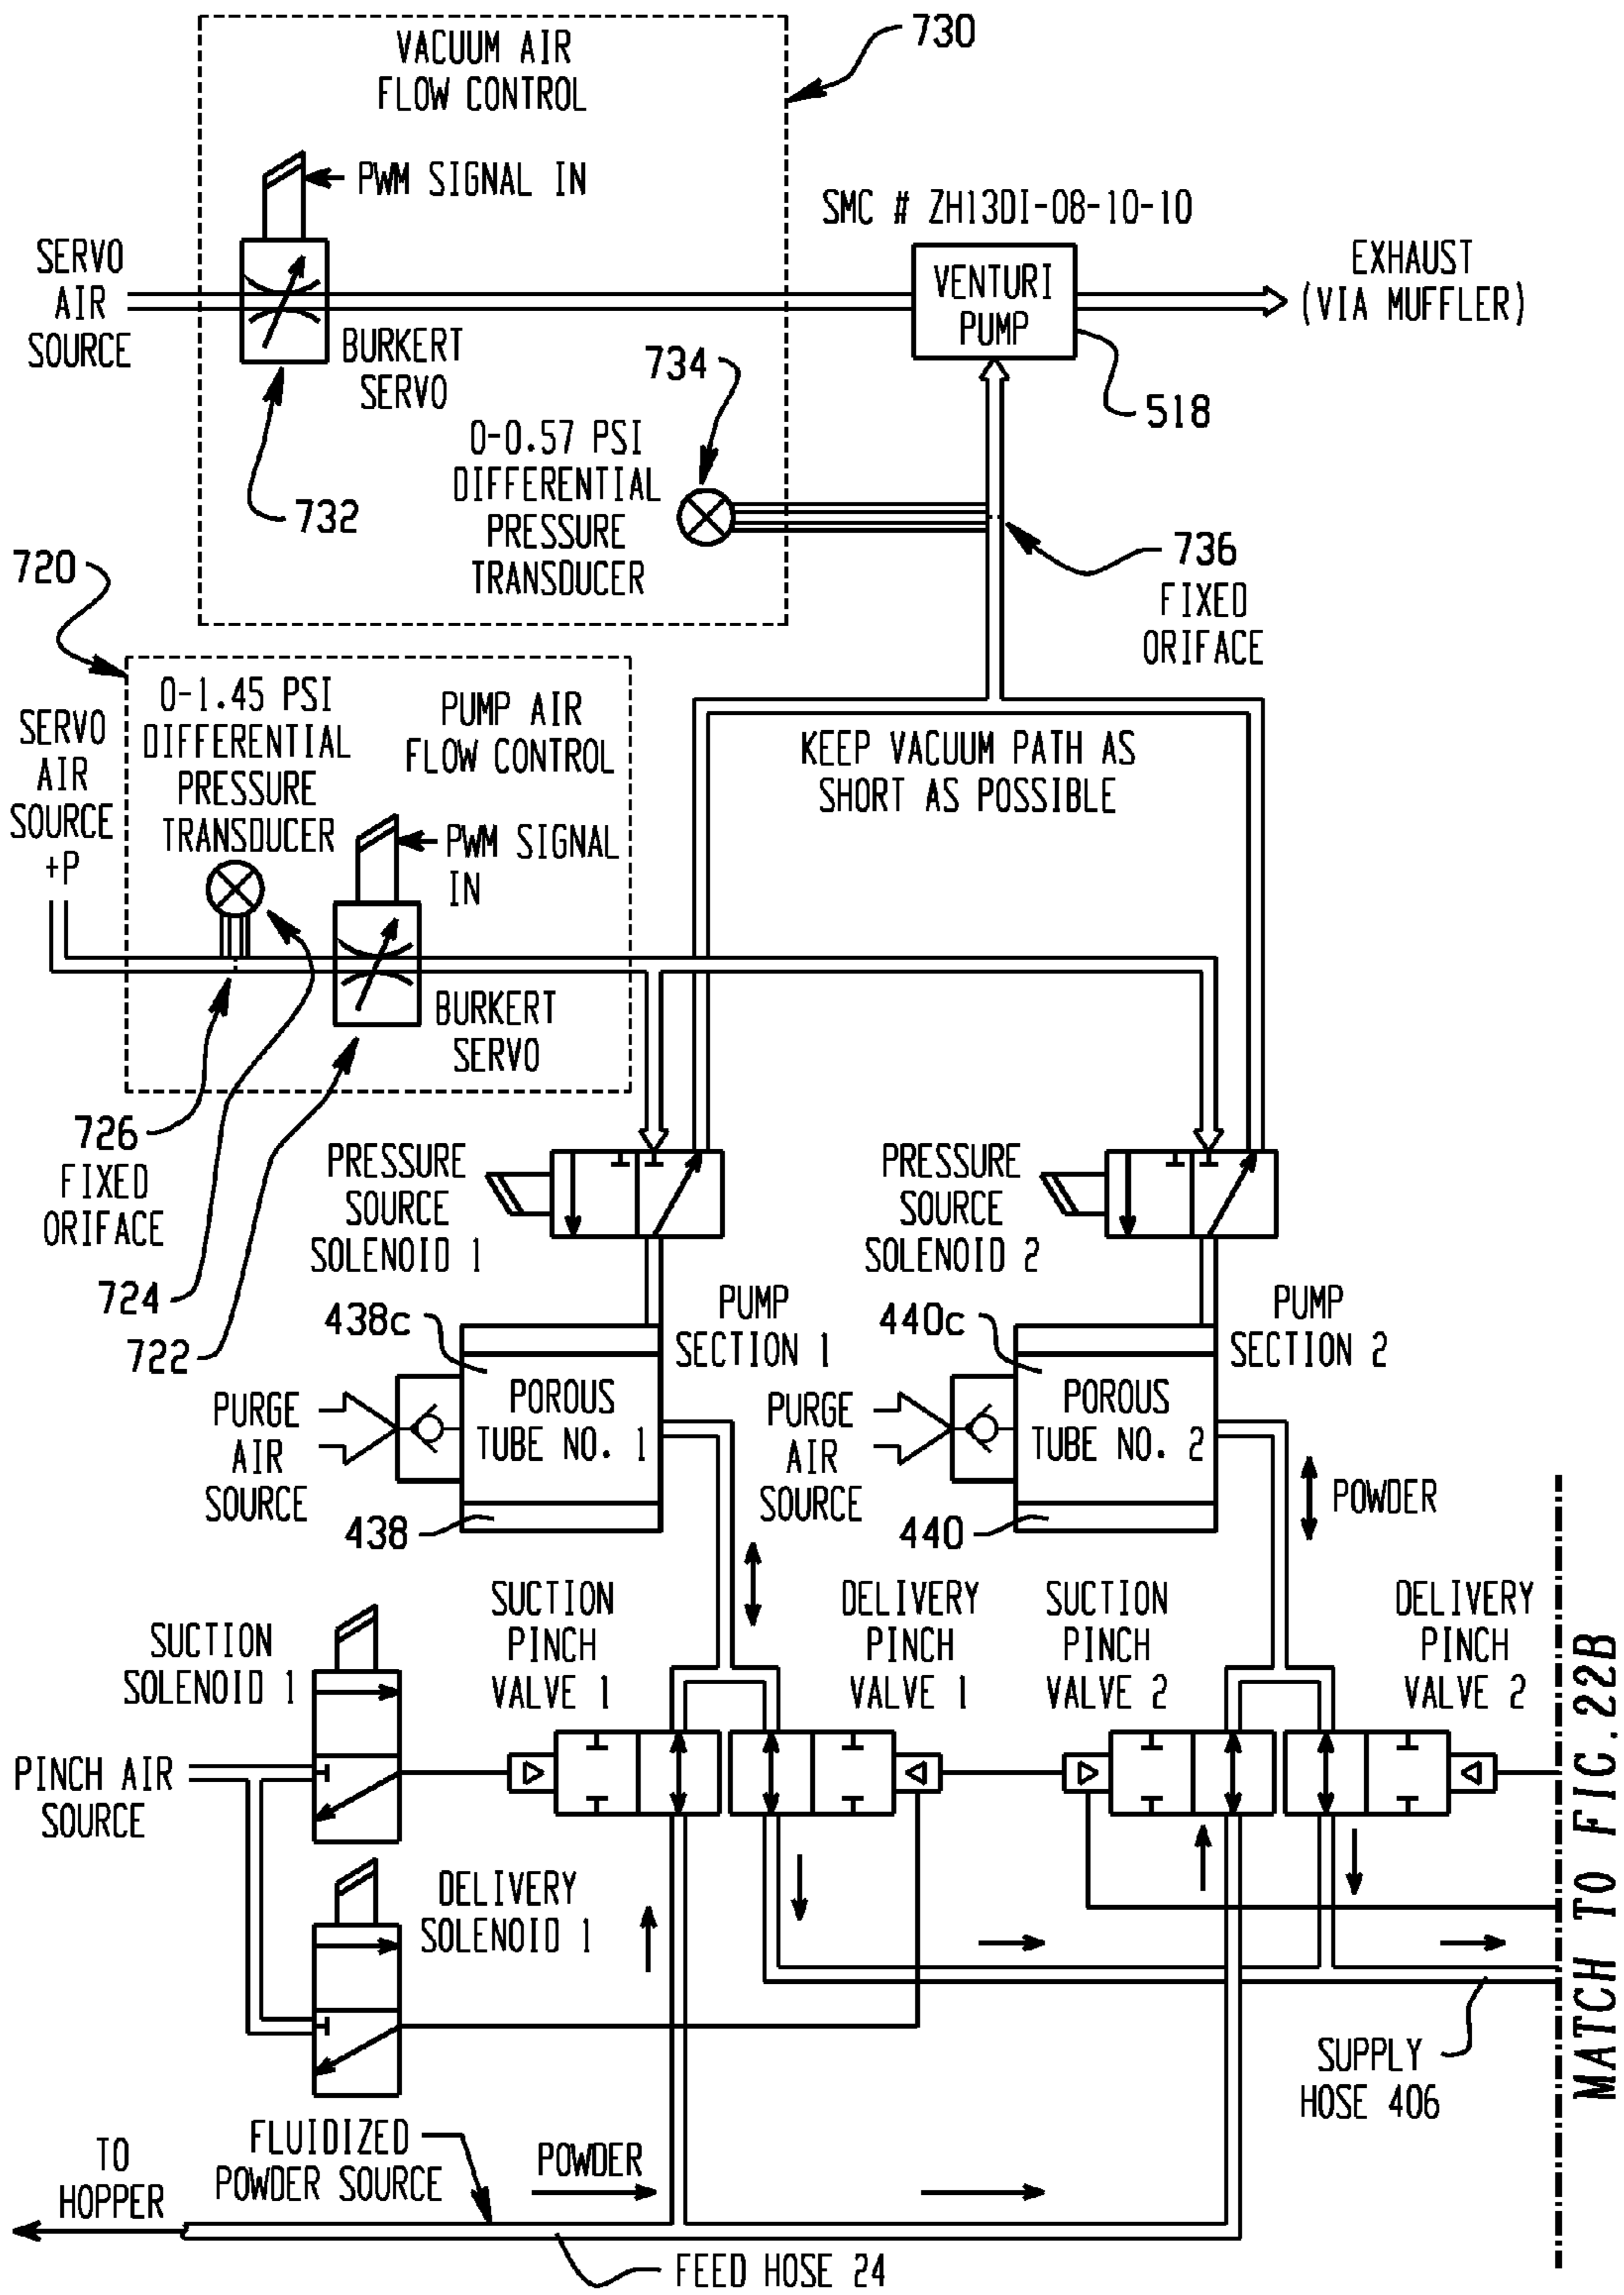 730
VACUUM AIR
FLOW CONTROL
PWM SIGNAL IN
SMC # ZH13DI-08-10-10
SERVO
AIR
SOURCE
VENTURI
PUMP
EXHAUST
(VIA MUFFLER)
BURKERT
SERVO
734
518
0-0.57 PSI
DIFFERENTIAL
PRESSURE
TRANSDUCER
732
736
FIXED
ORIFACE
720
0-1.45 PSI
DIFFERENTIAL
PRESSURE
TRANSDUCER
PUMP AIR
FLOW CONTROL
SERVO
AIR
SOURCE
+P
KEEP VACUUM PATH AS
SHORT AS POSSIBLE
PWM SIGNAL
IN
BURKERT
SERVO
726
FIXED
ORIFACE
724
722
PRESSURE
SOURCE
SOLENOID 1
PRESSURE
SOURCE
SOLENOID 2
438c
PUMP
SECTION 1
440c
PUMP
SECTION 2
PURGE
AIR
SOURCE
POROUS
TUBE NO. 1
PURGE
AIR
SOURCE
POROUS
TUBE NO. 2
438
440
POWDER
SUCTION
SOLENOID 1
SUCTION
PINCH
VALVE 1
DELIVERY
PINCH
VALVE 1
SUCTION
PINCH
VALVE 2
DELIVERY
PINCH
VALVE 2
PINCH AIR
SOURCE
DELIVERY
SOLENOID 1
MATCH TO FIG.22B
SUPPLY
HOSE 406
TO
HOPPER
FLUIDIZED
POWDER SOURCE
POWDER
FEED HOSE 24